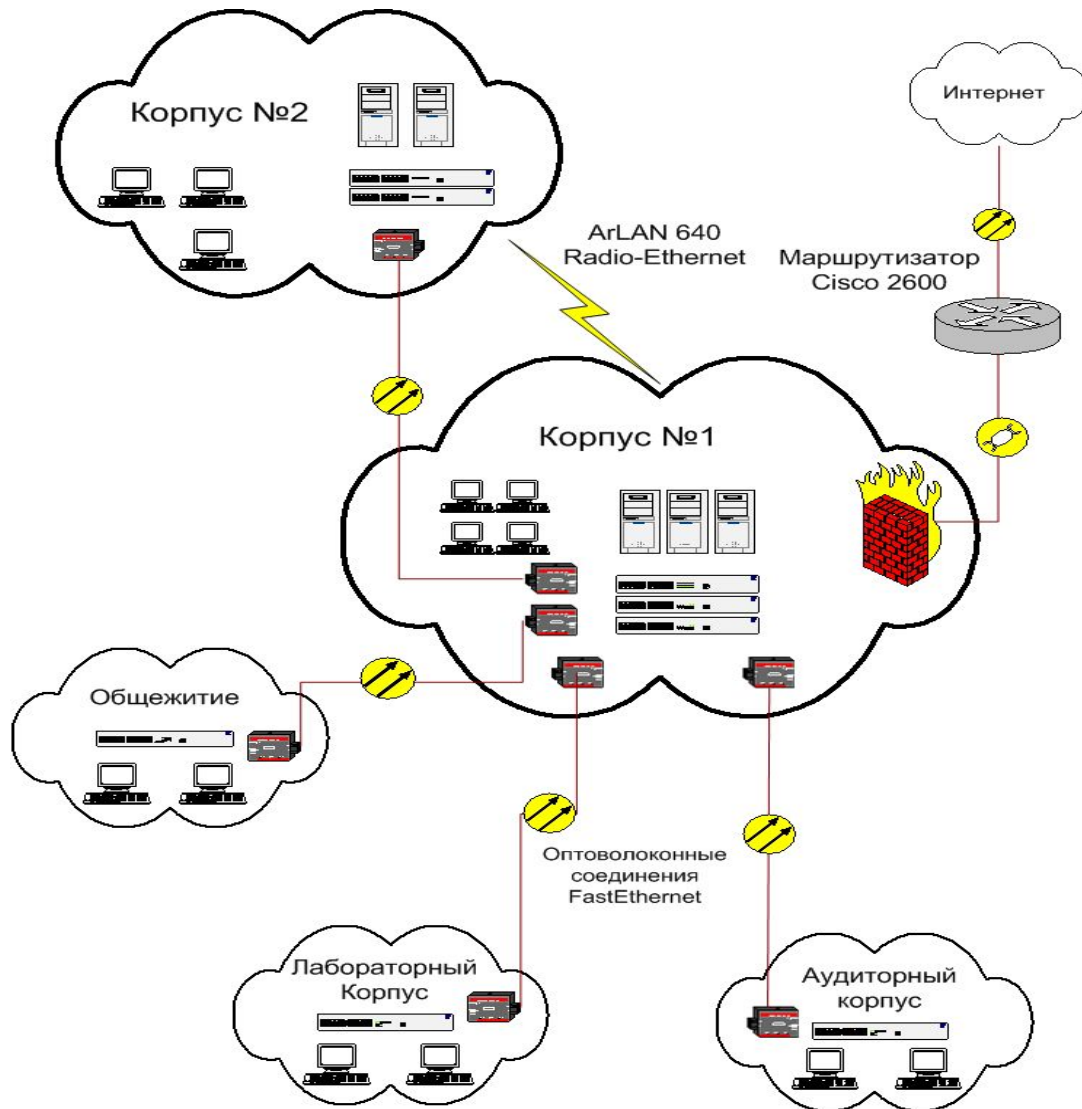 Корпус №2
Интернет
ArLAN 640
Radio-Ethernet
Маршрутизатор
Cisco 2600
Корпус №1
Общежитие
Оптоволоконные
соединения
FastEthernet
Лабораторный
Корпус
Аудиторный
корпус